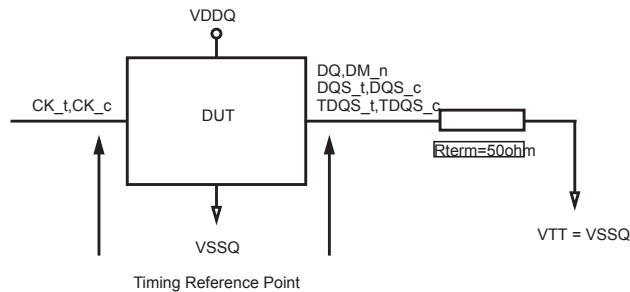 VDDQ
DQ,DM_n
DQS_t,DQS_c
TDQS_t,TDQS_c
CK_t,CK_c
DUT
Rterm=50ohm
VSSQ
VTT = VSSQ
Timing Reference Point